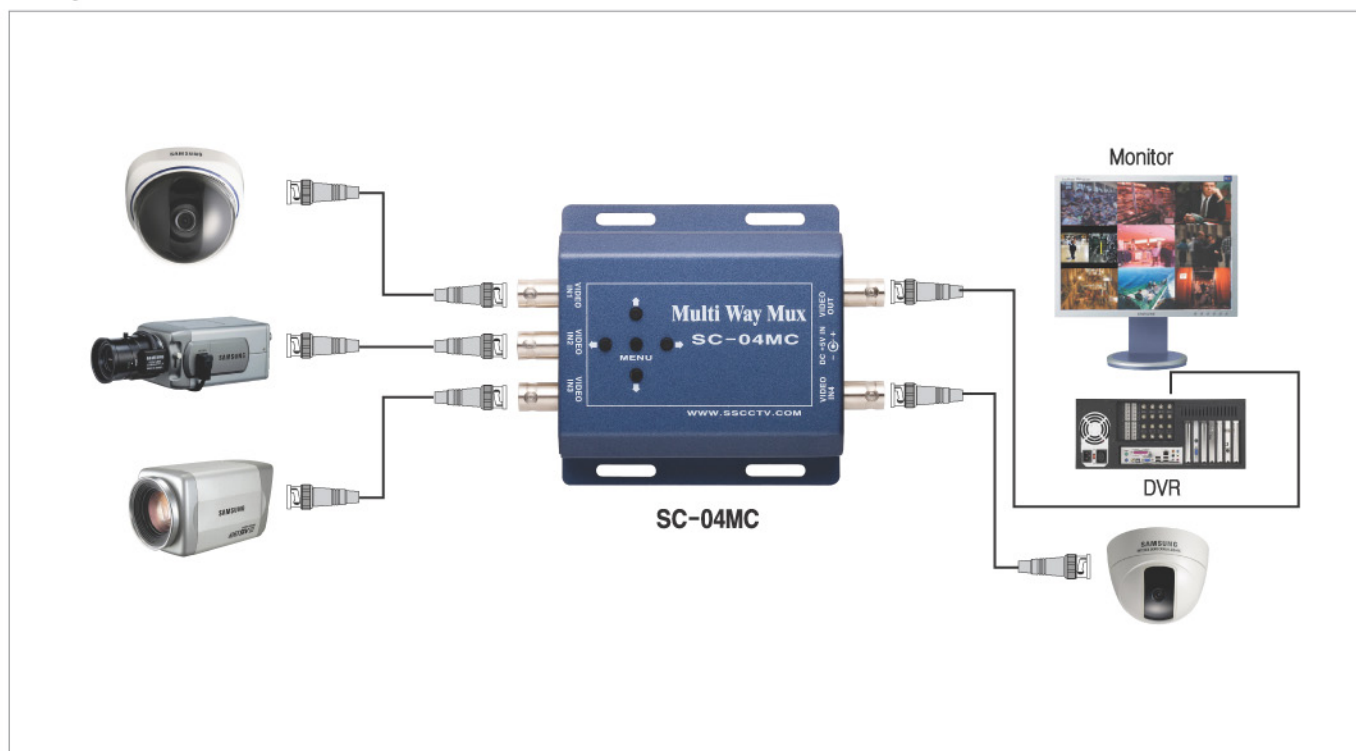 SAMSUNG
SAMSUNG
SAMSUNG
VIDEO IN1
VIDEO IN2
VIDEO IN3
MENU
Multi Way Mux
SC-04MC
WWW.SSCCTV.COM
VIDEO OUT
DC +5V IN
- +
VIDEO IN4
SC-04MC
Monitor
DVR
SAMSUNG